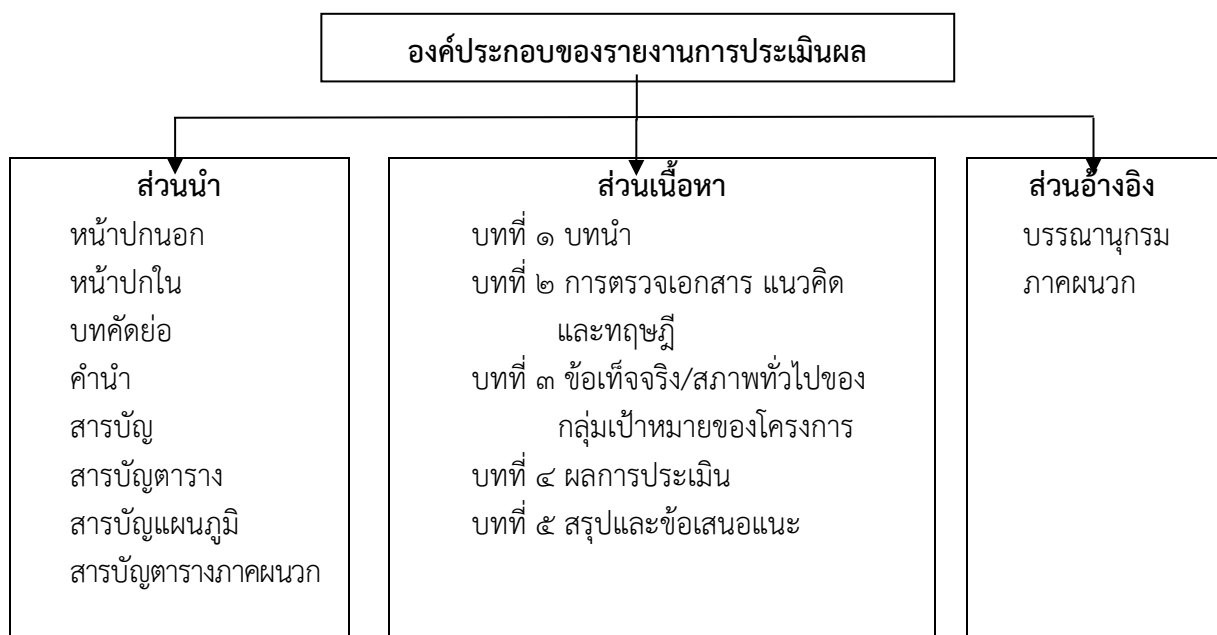 องค์ประกอบของรายงานการประเมินผล
ส่วนนำ
หน้าปกนอก
หน้าปกใน
บทคัดย่อ
คำนำ
สารบัญ
สารบัญตาราง
สารบัญแผนภูมิ
สารบัญตารางภาคผนวก
ส่วนเนื้อหา
บทที่ ๑ บทนำ
บทที่ ๒ การตรวจเอกสาร แนวคิด
และทฤษฎี
บทที่ ๓ ข้อเท็จจริง/สภาพทั่วไปของ
กลุ่มเป้าหมายของโครงการ
บทที่ ๔ ผลการประเมิน
บทที่ ๕ สรุปและข้อเสนอแนะ
ส่วนอ้างอิง
บรรณานุกรม
ภาคผนวก